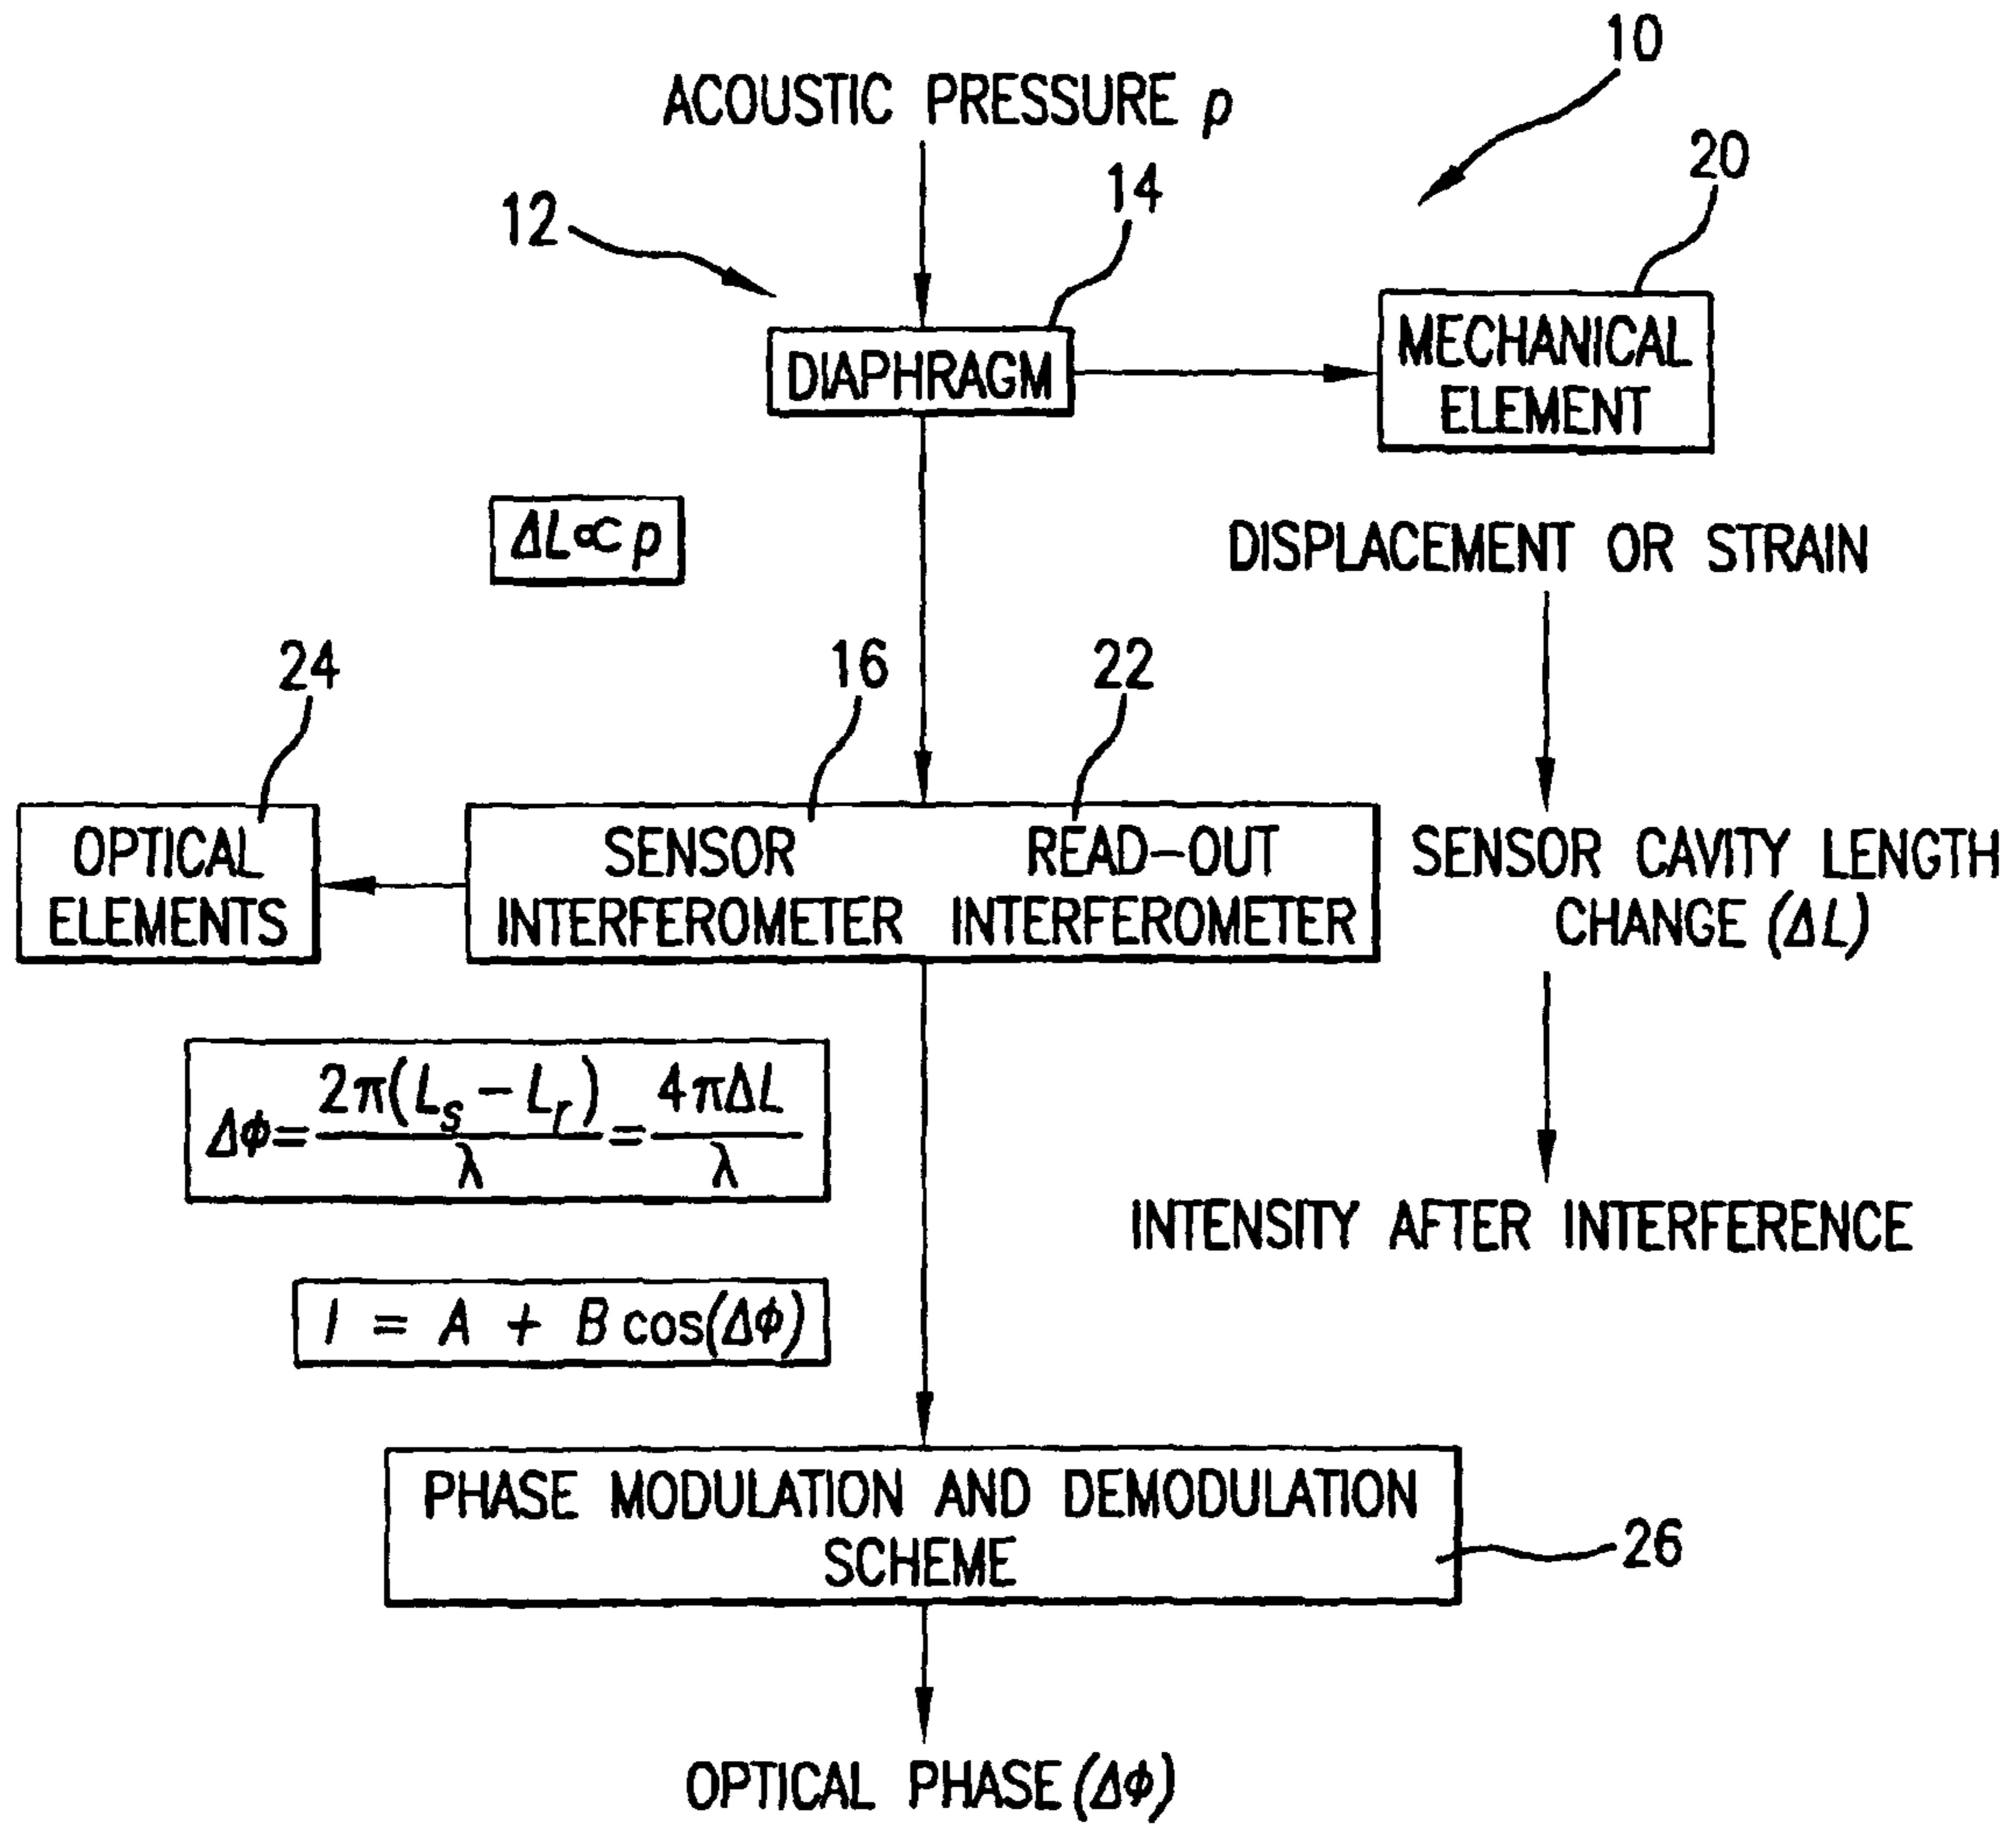 10
ACOUSTIC PRESSURE p
20
14
12
MECHANICAL
ELEMENT
DIAPHRAGM
ΔL∝p
DISPLACEMENT OR STRAIN
24
16
22
OPTICAL
ELEMENTS
SENSOR
INTERFEROMETER
READ-OUT
INTERFEROMETER
SENSOR CAVITY LENGTH
CHANGE (ΔL)
Δϕ = 2π(Ls − Lr)/λ = 4πΔL/λ
INTENSITY AFTER INTERFERENCE
I = A + B cos(Δϕ)
PHASE MODULATION AND DEMODULATION
SCHEME
26
OPTICAL PHASE (Δϕ)